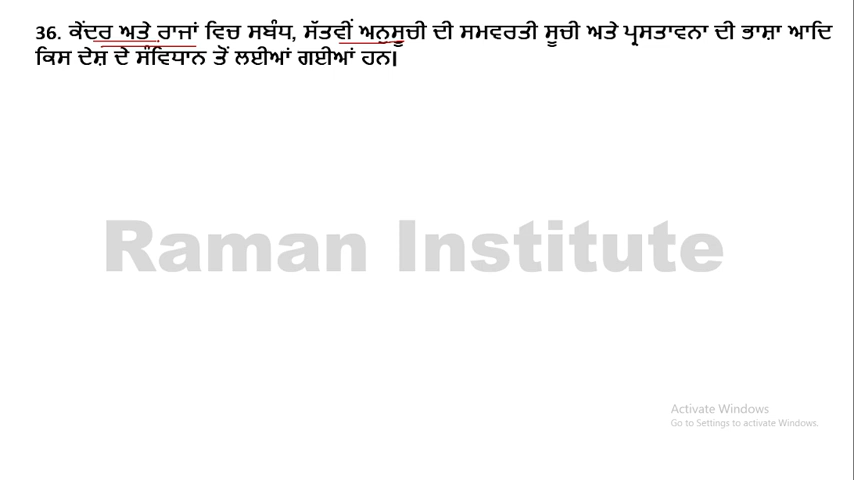 36. ਕੇਂਦਰ ਅਤੇ ਰਾਜਾਂ ਵਿਚ ਸਬੰਧ, ਸੱਤਵੀਂ ਅਨੁਸੂਚੀ ਦੀ ਸਮਵਰਤੀ ਸੂਚੀ ਅਤੇ ਪ੍ਰਸਤਾਵਨਾ ਦੀ ਭਾਸ਼ਾ ਆਦਿ
ਕਿਸ ਦੇਸ਼ ਦੇ ਸੰਵਿਧਾਨ ਤੋਂ ਲਈਆਂ ਗਈਆਂ ਹਨ।
Raman Institute
Activate Windows
Go to Settings to activate Windows.